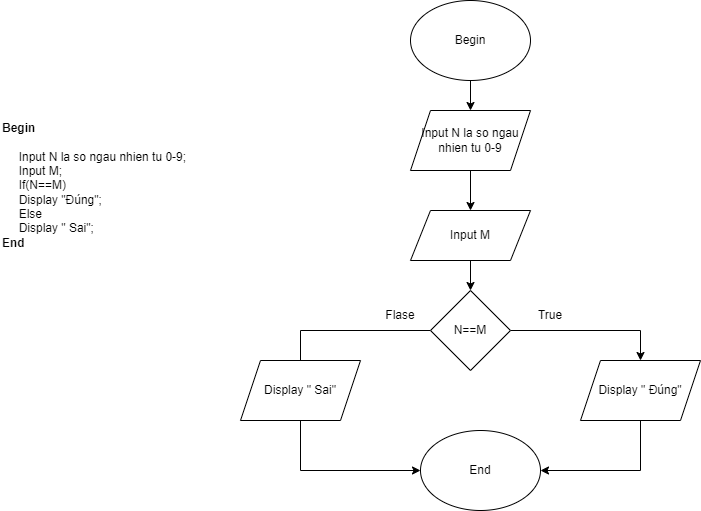 Begin
Input N la so ngau nhien tu 0-9;
Input M;
If(N==M)
Display "Đúng";
Else
Display " Sai";
End
Begin
Input N la so ngau
nhien tu 0-9
Input M
Flase
True
N==M
Display " Sai"
Display " Đúng"
End